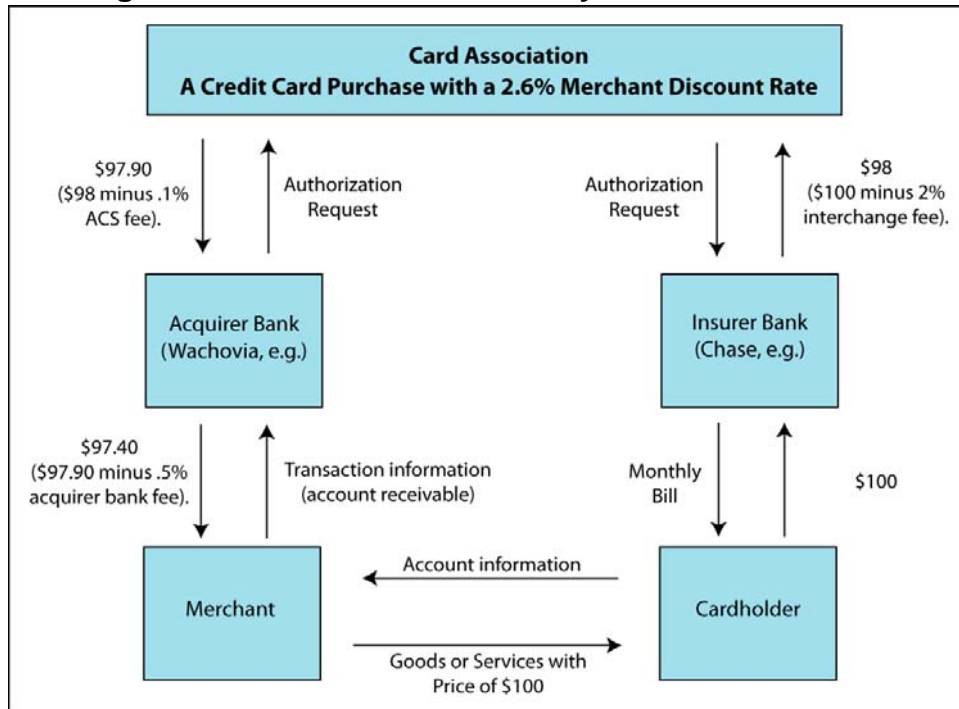 Card Association
A Credit Card Purchase with a 2.6% Merchant Discount Rate
$97.90
($98 minus .1%
ACS fee).
Authorization
Request
Authorization
Request
$98
($100 minus 2%
interchange fee).
Acquirer Bank
(Wachovia, e.g.)
Insurer Bank
(Chase, e.g.)
$97.40
($97.90 minus .5%
acquirer bank fee).
Transaction information
(account receivable)
Monthly
Bill
$100
Merchant
Account information
Cardholder
Goods or Services with
Price of $100